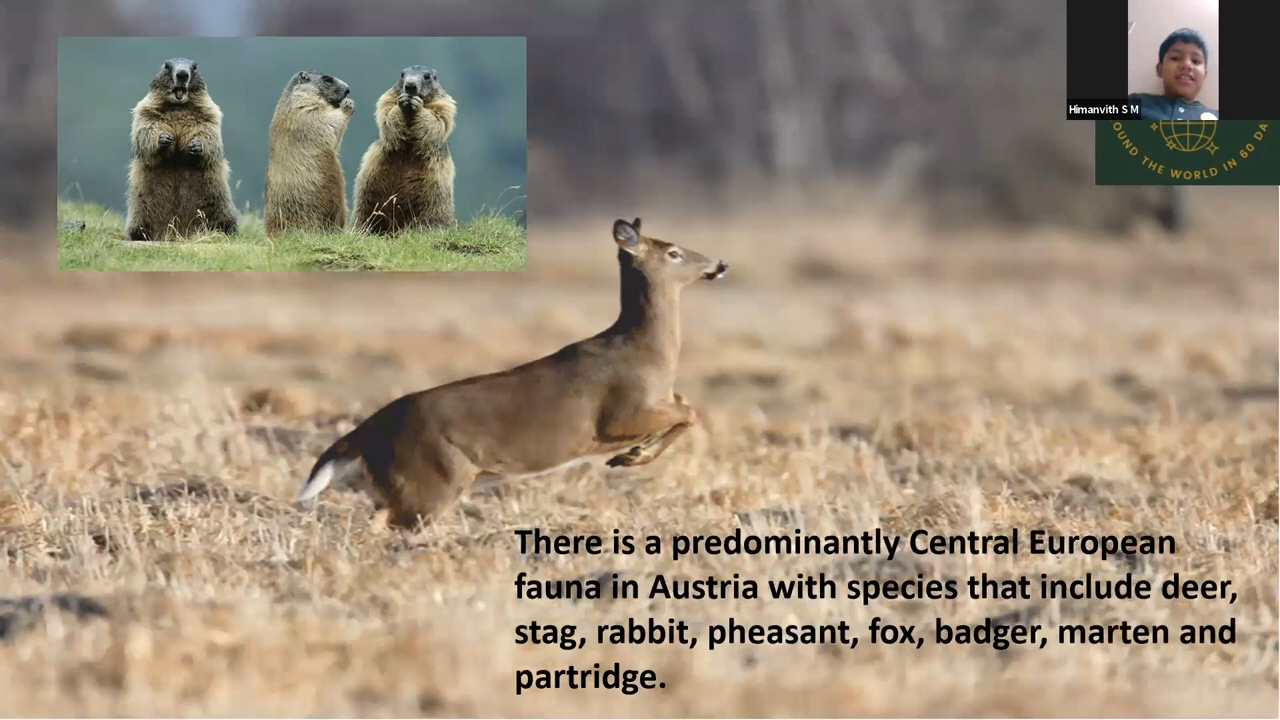 Himanvith S M
OUND THE WORLD IN 60 DA
There is a predominantly Central European
fauna in Austria with species that include deer,
stag, rabbit, pheasant, fox, badger, marten and
partridge.